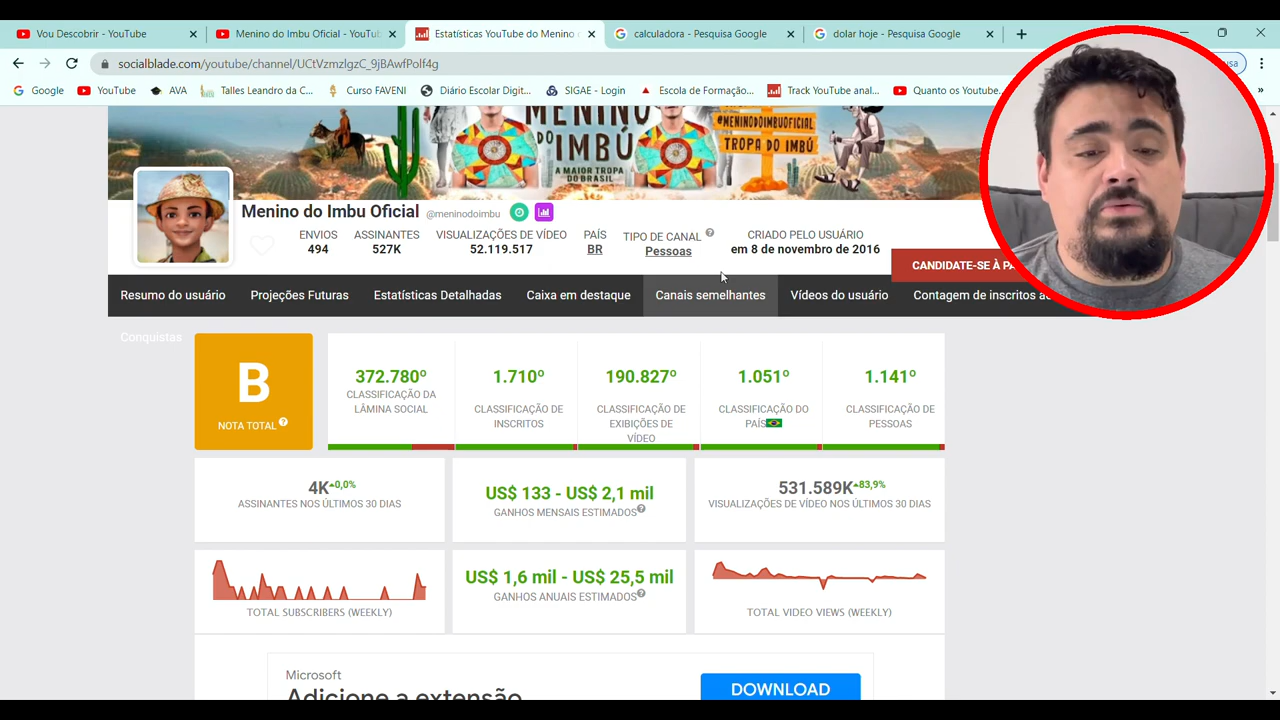 Vou Descobrir - YouTube
Menino do Imbu Oficial - YouTub
Estatísticas YouTube do Menino
calculadora - Pesquisa Google
dolar hoje - Pesquisa Google
socialblade.com/youtube/channel/UCtVzmzlgzC_9jBAwfPolf4g
usa
Google
YouTube
AVA
Talles Leandro da C...
Curso FAVENI
Diário Escolar Digit...
SIGAE - Login
Escola de Formação...
Track YouTube anal...
Quanto os Youtube...
»
MENINO
DO IMBÚ
A MAIOR TROPA
DO BRASIL
#MENINODOIMBUOFICIAL
TROPA DO IMBÚ
Menino do Imbu Oficial @meninodoimbu
ENVIOS
494
ASSINANTES
527K
VISUALIZAÇÕES DE VÍDEO
52.119.517
PAÍS
BR
TIPO DE CANAL ?
Pessoas
CRIADO PELO USUÁRIO
em 8 de novembro de 2016
CANDIDATE-SE À PA
Resumo do usuário
Projeções Futuras
Estatísticas Detalhadas
Caixa em destaque
Canais semelhantes
Vídeos do usuário
Contagem de inscritos ao
Conquistas
B
NOTA TOTAL ?
372.780º
CLASSIFICAÇÃO DA
LÂMINA SOCIAL
1.710º
CLASSIFICAÇÃO DE
INSCRITOS
190.827º
CLASSIFICAÇÃO DE
EXIBIÇÕES DE
VÍDEO
1.051º
CLASSIFICAÇÃO DO
PAÍS
1.141º
CLASSIFICAÇÃO DE
PESSOAS
4K 0,0%
ASSINANTES NOS ÚLTIMOS 30 DIAS
US$ 133 - US$ 2,1 mil
GANHOS MENSAIS ESTIMADOS ?
531.589K 83,9%
VISUALIZAÇÕES DE VÍDEO NOS ÚLTIMOS 30 DIAS
TOTAL SUBSCRIBERS (WEEKLY)
US$ 1,6 mil - US$ 25,5 mil
GANHOS ANUAIS ESTIMADOS ?
TOTAL VIDEO VIEWS (WEEKLY)
Microsoft
Adicione a extensão
DOWNLOAD